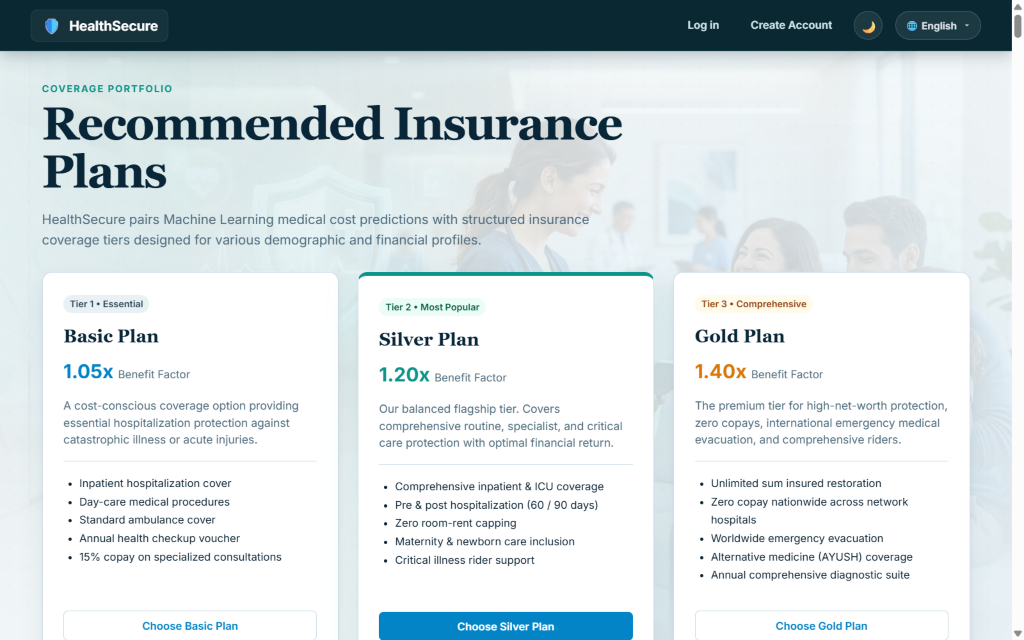 HealthSecure
Log in
Create Account
English
COVERAGE PORTFOLIO
Recommended Insurance
Plans
HealthSecure pairs Machine Learning medical cost predictions with structured insurance
coverage tiers designed for various demographic and financial profiles.
Tier 1 • Essential
Basic Plan
1.05x Benefit Factor
A cost-conscious coverage option providing
essential hospitalization protection against
catastrophic illness or acute injuries.
• Inpatient hospitalization cover
• Day-care medical procedures
• Standard ambulance cover
• Annual health checkup voucher
• 15% copay on specialized consultations
Choose Basic Plan
Tier 2 • Most Popular
Silver Plan
1.20x Benefit Factor
Our balanced flagship tier. Covers
comprehensive routine, specialist, and critical
care protection with optimal financial return.
• Comprehensive inpatient & ICU coverage
• Pre & post hospitalization (60 / 90 days)
• Zero room-rent capping
• Maternity & newborn care inclusion
• Critical illness rider support
Choose Silver Plan
Tier 3 • Comprehensive
Gold Plan
1.40x Benefit Factor
The premium tier for high-net-worth protection,
zero copays, international emergency medical
evacuation, and comprehensive riders.
• Unlimited sum insured restoration
• Zero copay nationwide across network
hospitals
• Worldwide emergency evacuation
• Alternative medicine (AYUSH) coverage
• Annual comprehensive diagnostic suite
Choose Gold Plan